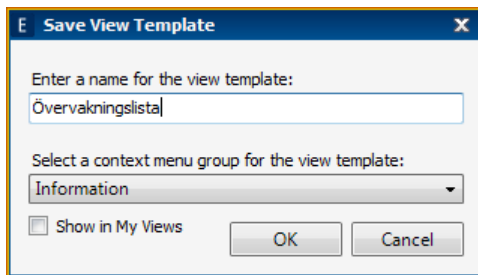 E Save View Template X
Enter a name for the view template:
Övervakningslista
Select a context menu group for the view template:
Information
Show in My Views
OK Cancel